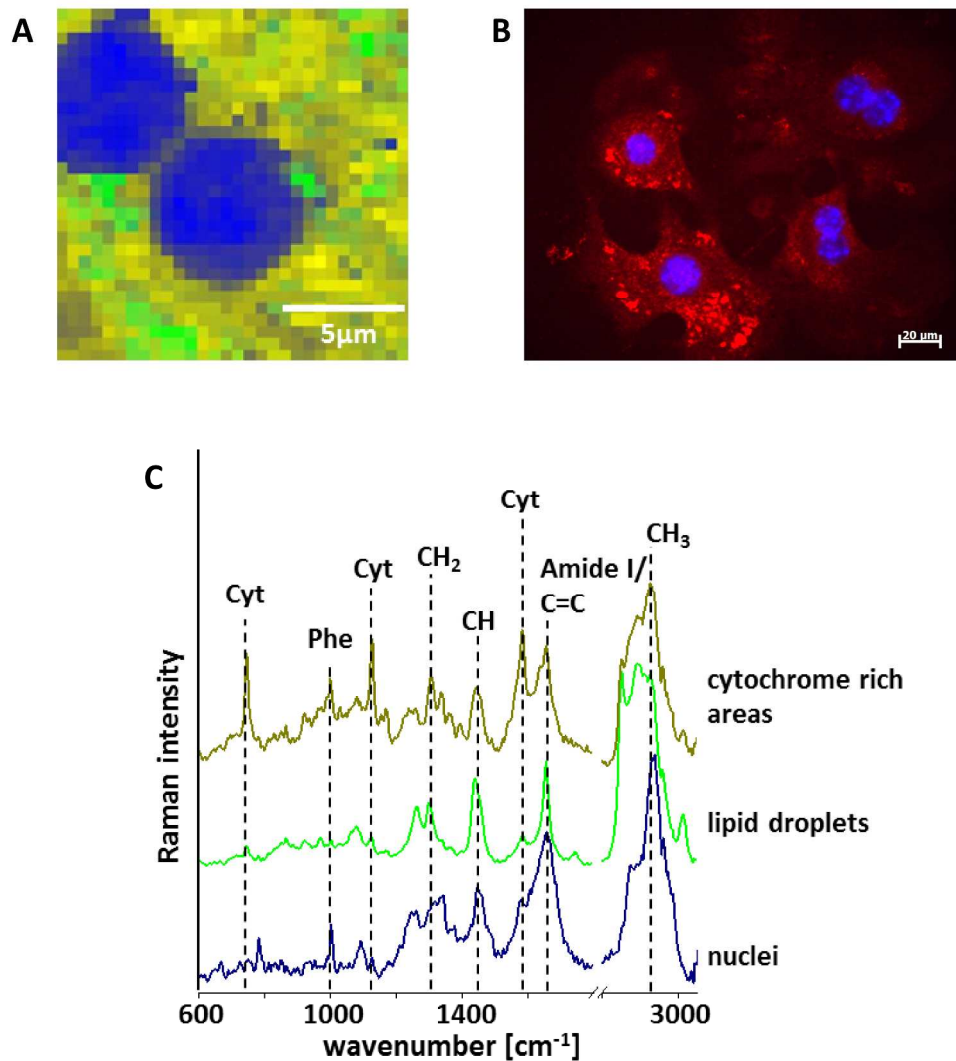 A
B
5µm
20 µm
C
Cyt
Cyt
CH2
Cyt
CH3
Amide I/
C=C
CH
Phe
Raman intensity
cytochrome rich
areas
lipid droplets
nuclei
600
1000
1400
3000
wavenumber [cm-1]